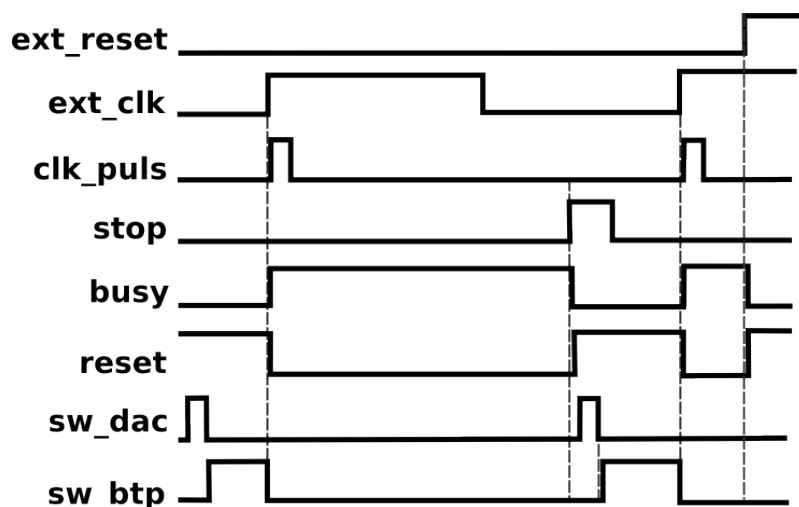 ext_reset
ext_clk
clk_puls
stop
busy
reset
sw_dac
sw_btp